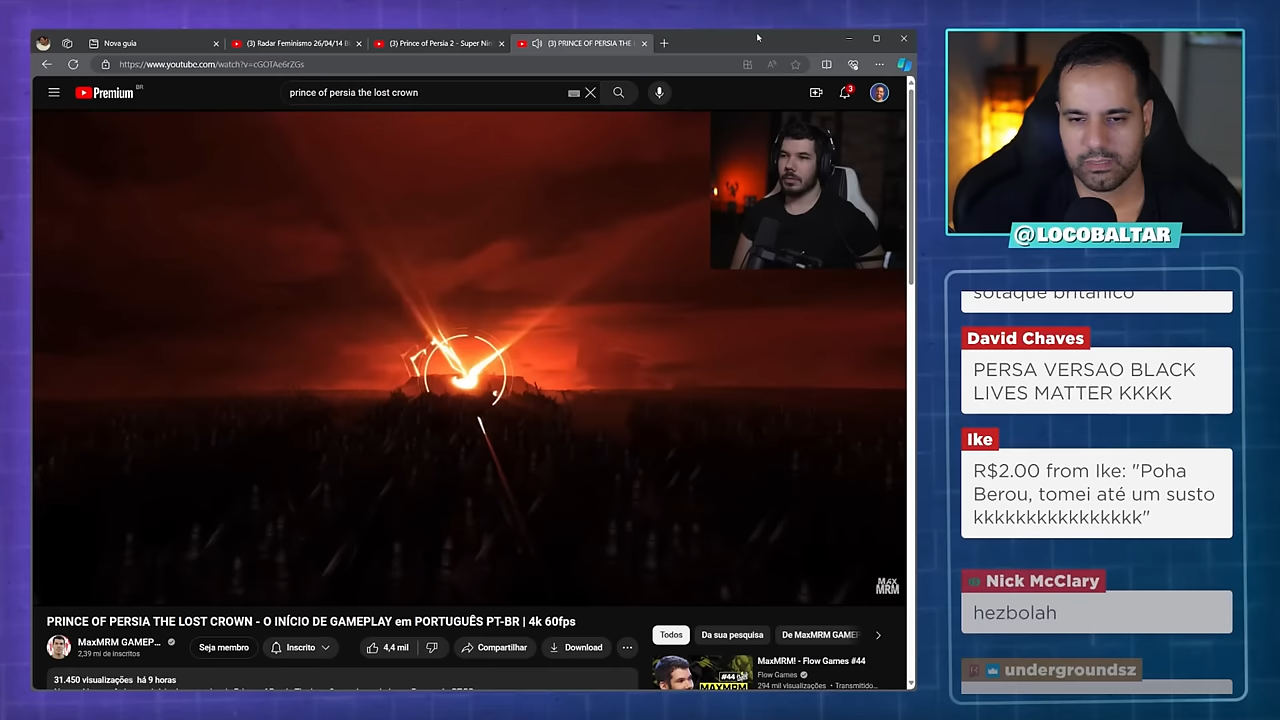 Nova guia
(3) Radar Feminismo 26/04/14 B
(3) Prince of Persia 2 - Super Nin
(3) PRINCE OF PERSIA THE
https://www.youtube.com/watch?v=cGOTAe6rZGs
Premium BR
prince of persia the lost crown
3
MAX
MRM
PRINCE OF PERSIA THE LOST CROWN - O INÍCIO DE GAMEPLAY em PORTUGUÊS PT-BR | 4k 60fps
MaxMRM GAMEP...
2,39 mi de inscritos
Seja membro
Inscrito
4,4 mil
Compartilhar
Download
31.450 visualizações há 9 horas
Todos
Da sua pesquisa
De MaxMRM GAMEP
MaxMRM! - Flow Games #44
Flow Games
294 mil visualizações • Transmitido...
#44
MAXMRM
@LOCOBALTAR
sotaque britânico
David Chaves
PERSA VERSAO BLACK
LIVES MATTER KKKK
Ike
R$2.00 from Ike: "Poha
Berou, tomei até um susto
kkkkkkkkkkkkkkkk"
Nick McClary
hezbolah
undergroundsz